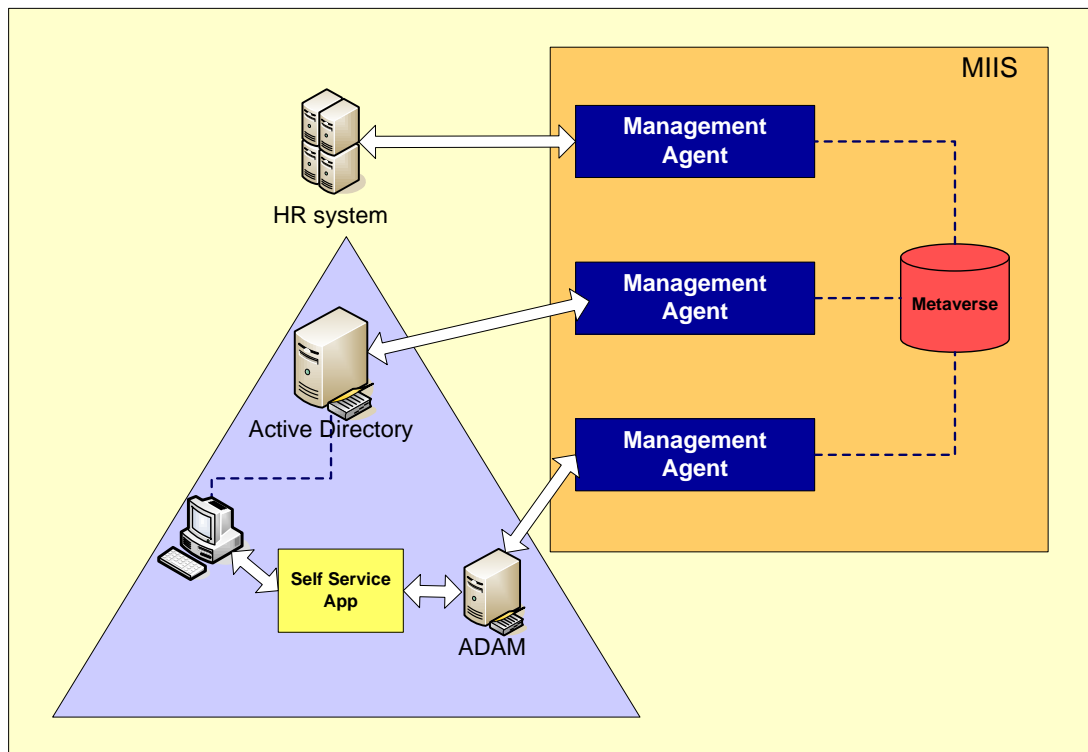 MIIS
Management
Agent
HR system
Management
Agent
Metaverse
Active Directory
Management
Agent
Self Service
App
ADAM